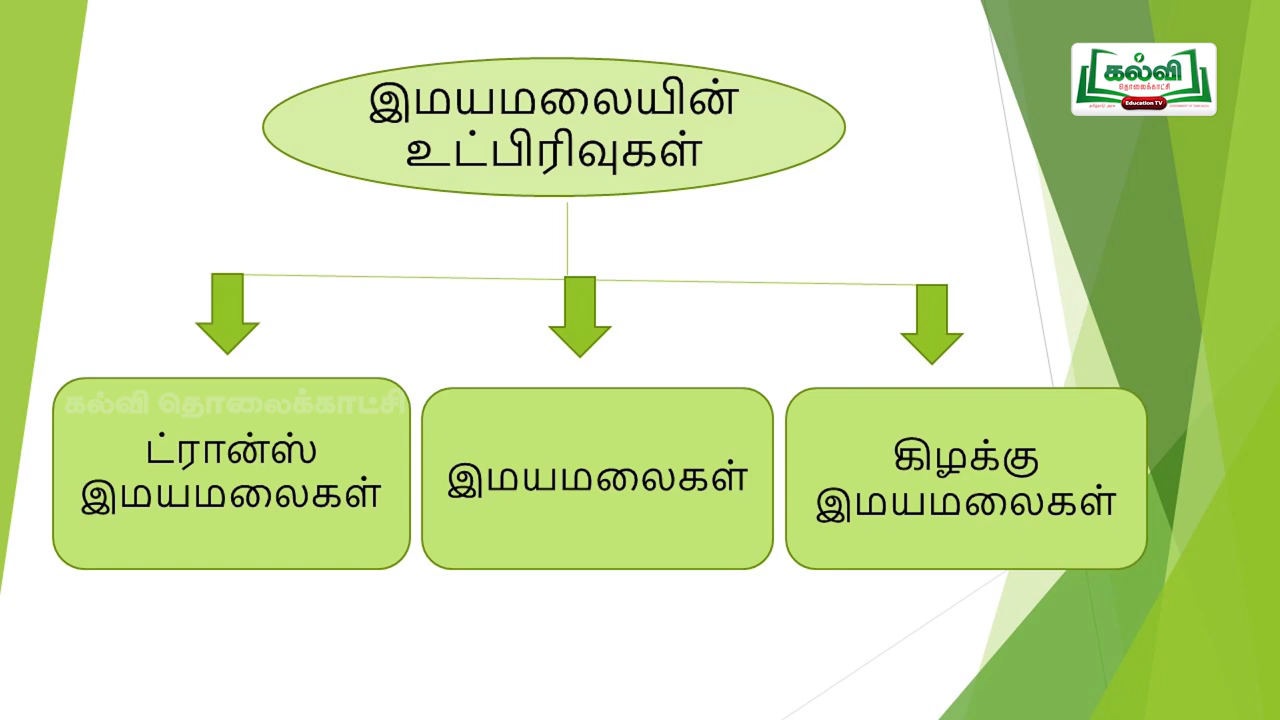 கல்வி
தொலைக்காட்சி
Education TV
இமயமலையின்
உட்பிரிவுகள்
கல்வி தொலைக்காட்சி
ட்ரான்ஸ்
இமயமலைகள்
இமயமலைகள்
கிழக்கு
இமயமலைகள்